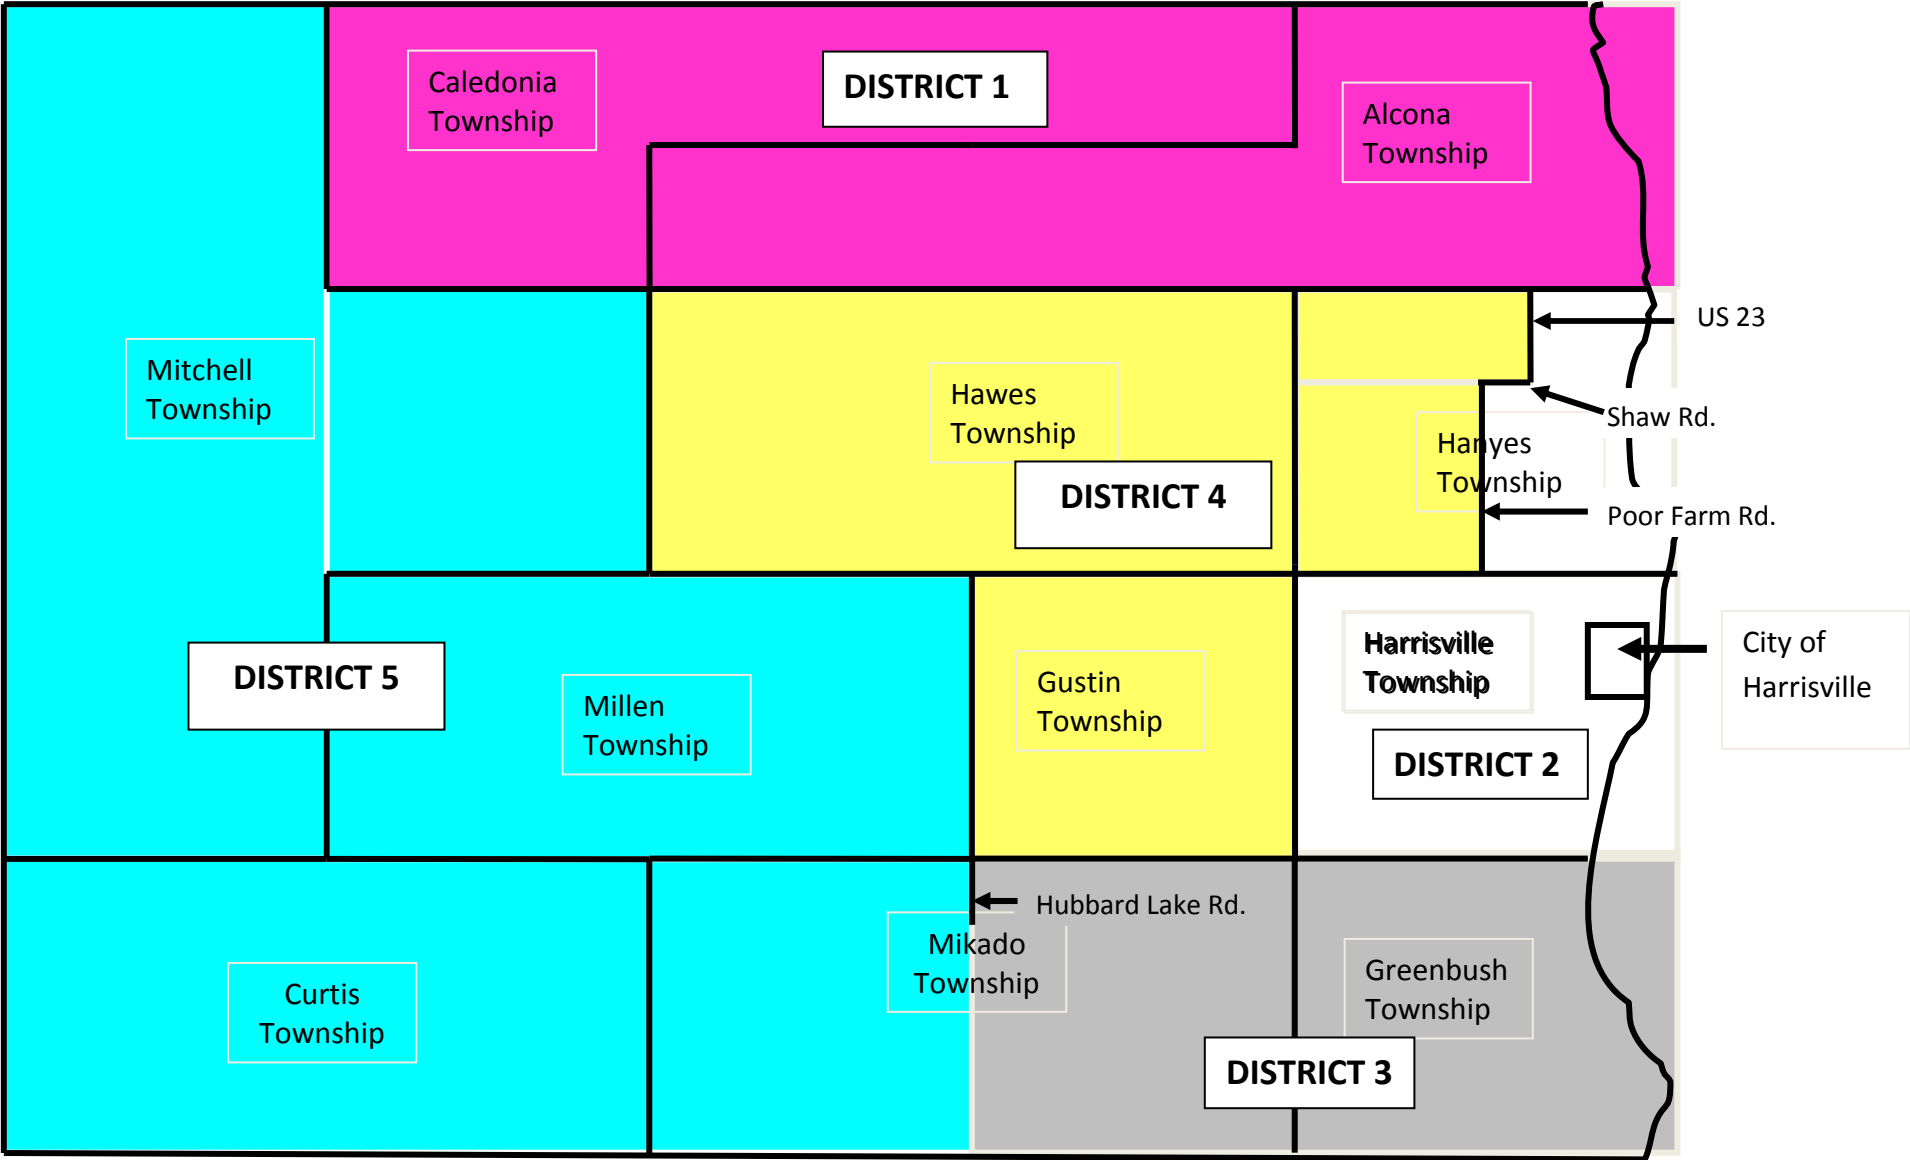 Caledonia
Township
DISTRICT 1
Alcona
Township
US 23
Mitchell
Township
Hawes
Township
Shaw Rd.
Hanyes
Township
DISTRICT 4
Poor Farm Rd.
Harrisville
Township
City of
Harrisville
DISTRICT 5
Millen
Township
Gustin
Township
DISTRICT 2
Hubbard Lake Rd.
Mikado
Township
Greenbush
Township
Curtis
Township
DISTRICT 3